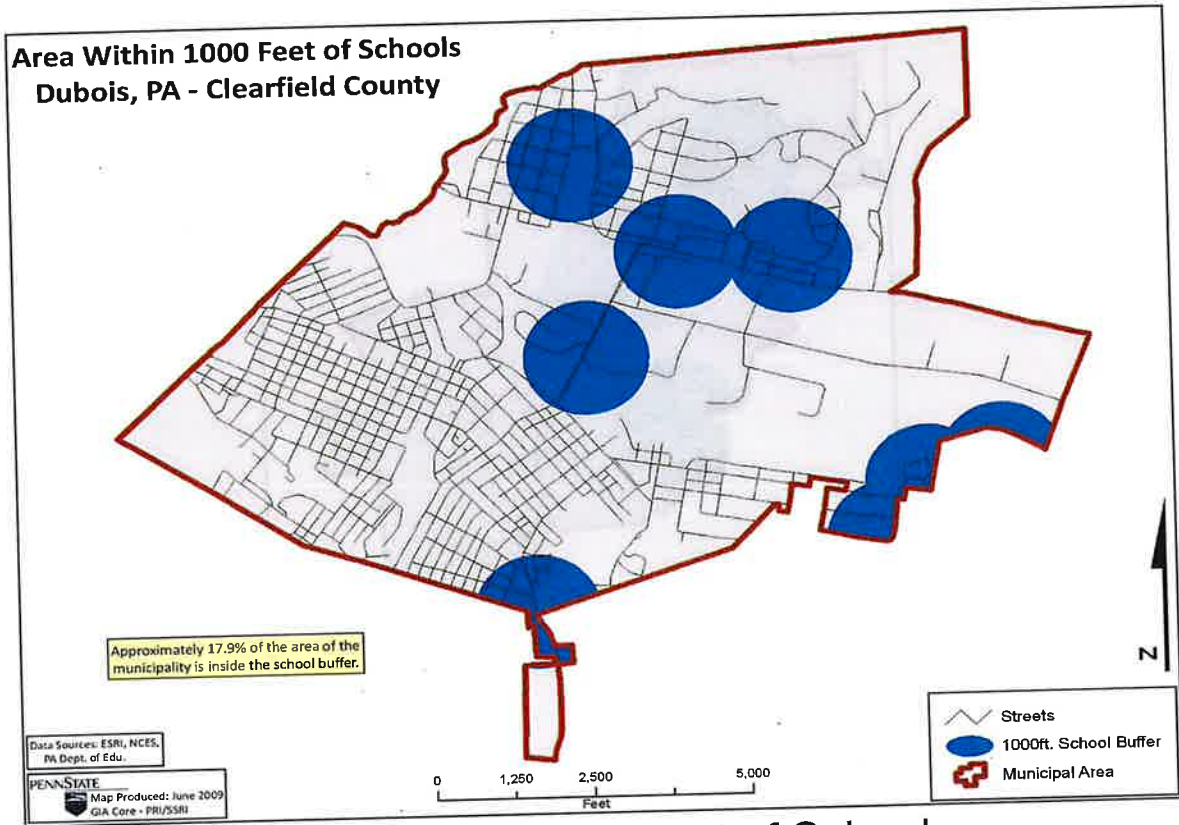 Area Within 1000 Feet of Schools
Dubois, PA - Clearfield County
Approximately 17.9% of the area of the
municipality is inside the school buffer.
N
Data Sources: ESRI, NCES,
PA Dept. of Edu.
PENNSTATE
Map Produced: June 2009
GIA Core - PRI/SSRI
0 1,250 2,500 5,000
Feet
Streets
1000ft. School Buffer
Municipal Area